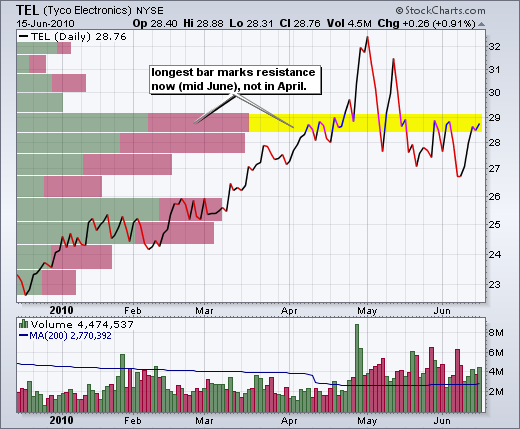 TEL (Tyco Electronics) NYSE © StockCharts.com
15-Jun-2010 Op 28.40 Hi 28.88 Lo 28.31 Cl 28.76 Vol 4.5M Chg +0.26 (+0.91%)
TEL (Daily) 28.76
longest bar marks resistance
now (mid June), not in April.
32
31
30
29
28
27
26
25
24
23
2010 Feb Mar Apr May Jun
Volume 4,474,537
MA(200) 2,770,392
8M
6M
4M
2M
2010 Feb Mar Apr May Jun